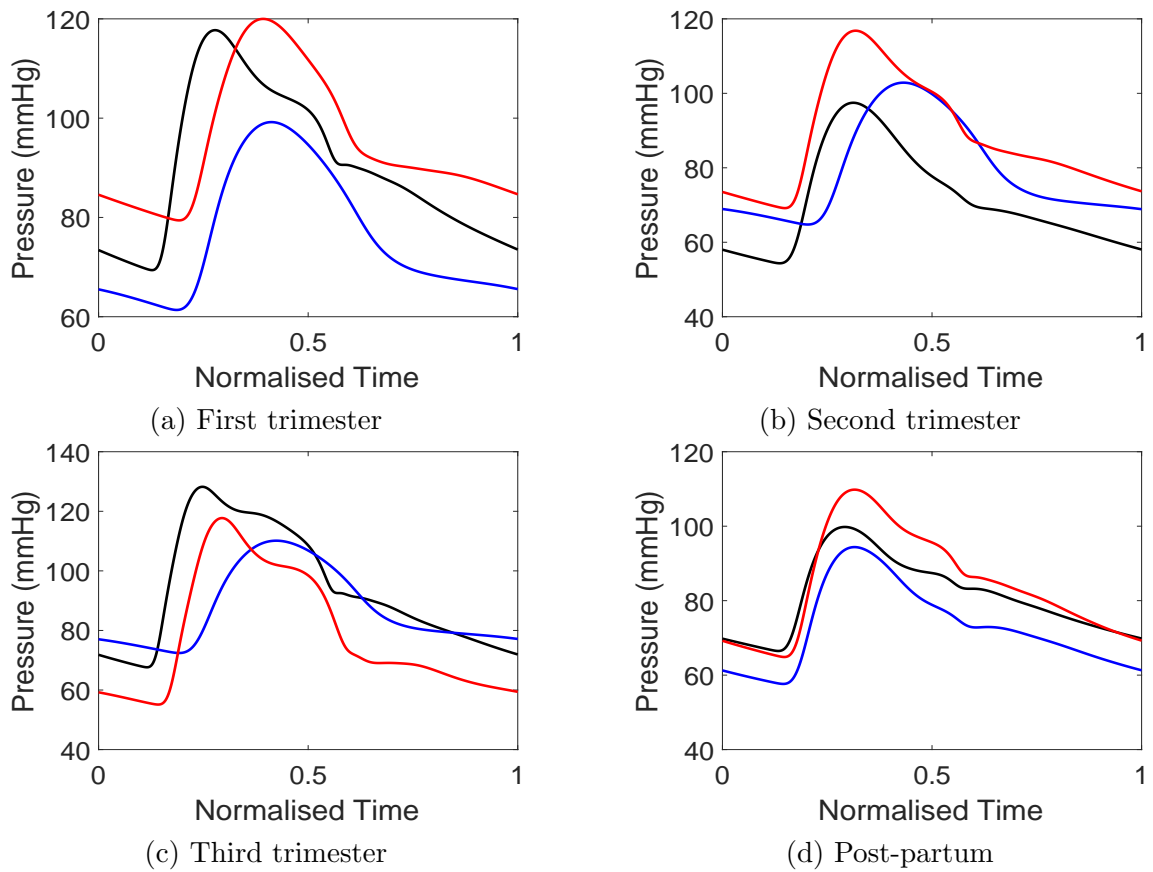 120
100
80
60
Pressure (mmHg)
0
0.5
1
Normalised Time
(a) First trimester
120
100
80
60
40
Pressure (mmHg)
0
0.5
1
Normalised Time
(b) Second trimester
140
120
100
80
60
40
Pressure (mmHg)
0
0.5
1
Normalised Time
(c) Third trimester
120
100
80
60
40
Pressure (mmHg)
0
0.5
1
Normalised Time
(d) Post-partum